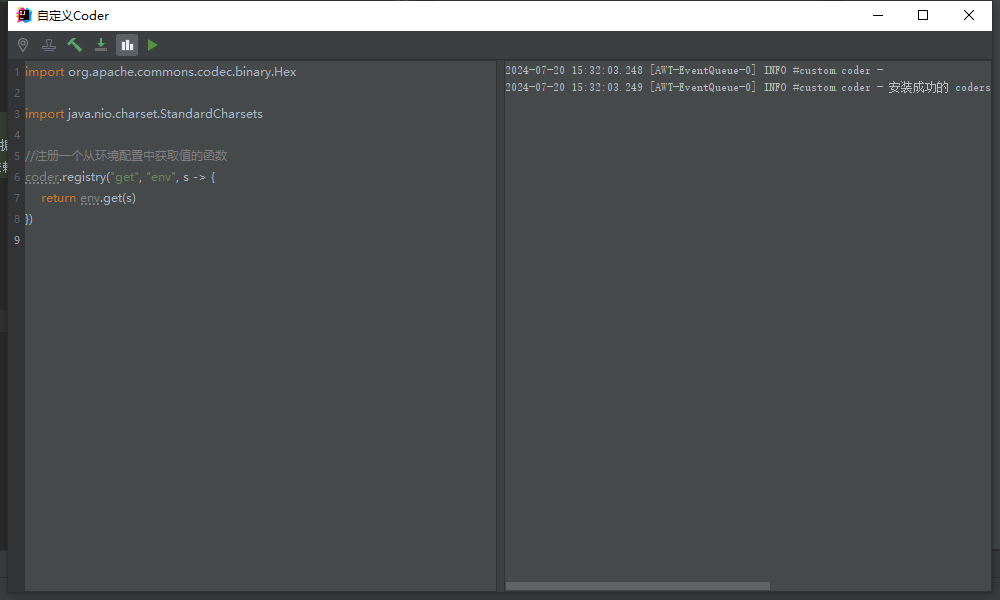 自定义Coder
1 import org.apache.commons.codec.binary.Hex
2
3 import java.nio.charset.StandardCharsets
4
5 //注册一个从环境配置中获取值的函数
6 coder.registry("get", "env", s -> {
7 return env.get(s)
8 })
9
2024-07-20 15:32:03.248 [AWT-EventQueue-0] INFO #custom.coder -
2024-07-20 15:32:03.249 [AWT-EventQueue-0] INFO #custom.coder - 安装成功的 coders